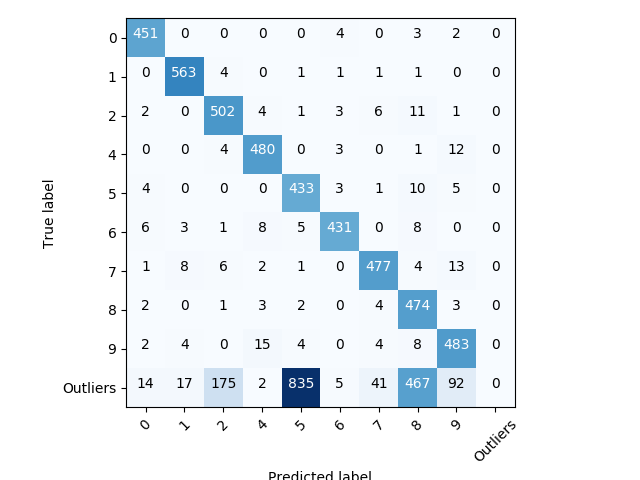 0 451 0 0 0 0 4 0 3 2 0
1 0 563 4 0 1 1 1 1 0 0
2 2 0 502 4 1 3 6 11 1 0
4 0 0 4 480 0 3 0 1 12 0
5 4 0 0 0 433 3 1 10 5 0
6 6 3 1 8 5 431 0 8 0 0
7 1 8 6 2 1 0 477 4 13 0
8 2 0 1 3 2 0 4 474 3 0
9 2 4 0 15 4 0 4 8 483 0
Outliers 14 17 175 2 835 5 41 467 92 0
True label
0 1 2 4 5 6 7 8 9 Outliers
Predicted label